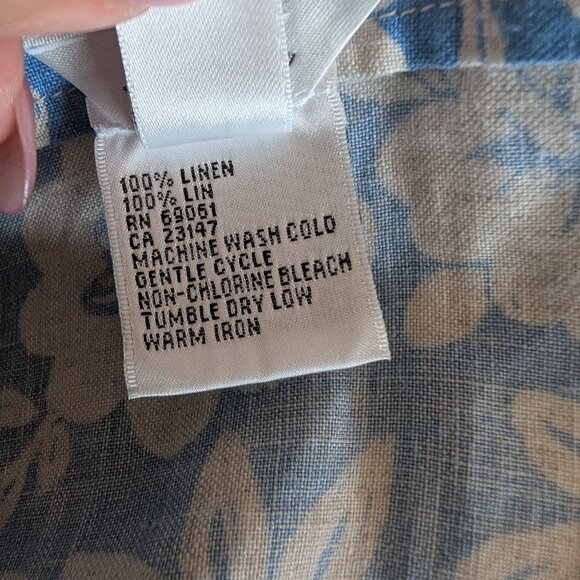 100% LINEN
100% LIN
RN 69061
CA 23147
MACHINE WASH COLD
GENTLE CYCLE
NON-CHLORINE BLEACH
TUMBLE DRY LOW
WARM IRON